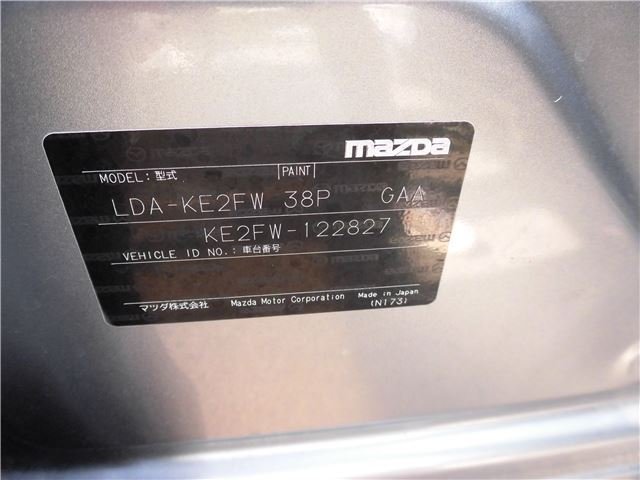 mazda
MODEL: 型式 PAINT
LDA-KE2FW 38P GAA
KE2FW-122827
VEHICLE ID NO.: 車台番号
マツダ株式会社 Mazda Motor Corporation Made in Japan
(N173)